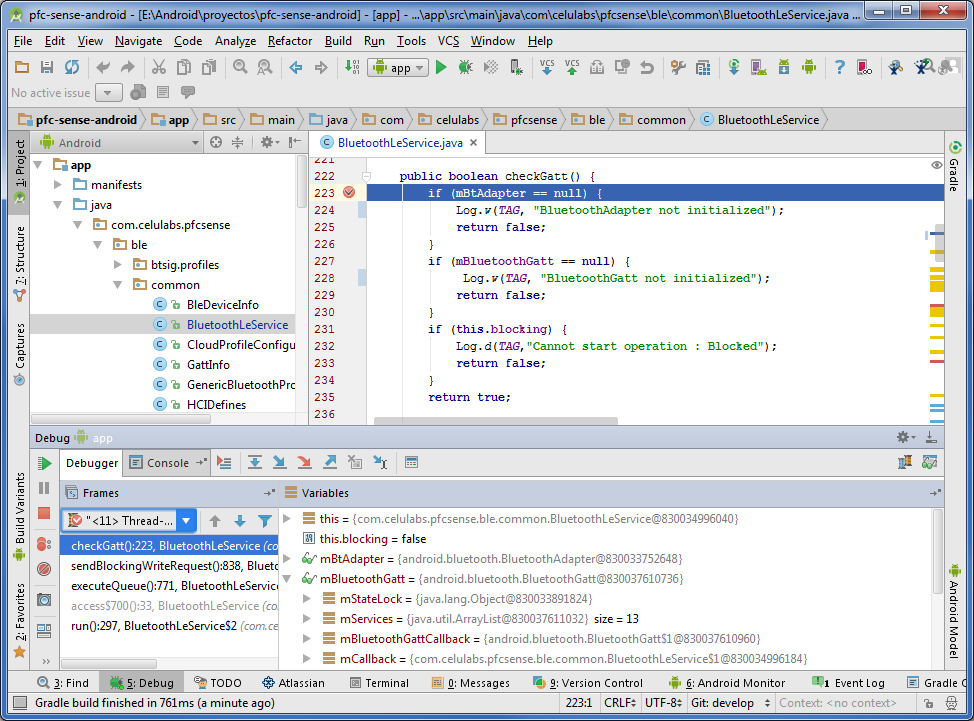 pfc-sense-android - [E:\Android\proyectos\pfc-sense-android] - [app] - ...\app\src\main\java\com\celulabs\pfcsense\ble\common\BluetoothLeService.java ...
File Edit View Navigate Code Analyze Refactor Build Run Tools VCS Window Help
app VCS VCS
No active issue
pfc-sense-android app src main java com celulabs pfcsense ble common BluetoothLeService
1: Project
7: Structure
Captures
Build Variants
2: Favorites
Android
app
manifests
java
com.celulabs.pfcsense
ble
btsig.profiles
common
BleDeviceInfo
BluetoothLeService
CloudProfileConfigu
GattInfo
GenericBluetoothPro
HCIDefines
BluetoothLeService.java
221
222 public boolean checkGatt() {
223 if (mBtAdapter == null) {
224 Log.w(TAG, "BluetoothAdapter not initialized");
225 return false;
226 }
227 if (mBluetoothGatt == null) {
228 Log.w(TAG, "BluetoothGatt not initialized");
229 return false;
230 }
231 if (this.blocking) {
232 Log.d(TAG,"Cannot start operation : Blocked");
233 return false;
234 }
235 return true;
236
Gradle
Android Model
Debug app
Debugger Console
Frames
"<11> Thread-...
checkGatt():223, BluetoothLeService (co
sendBlockingWriteRequest():838, Blueto
executeQueue():771, BluetoothLeService
access$700():33, BluetoothLeService (co
run():297, BluetoothLeService$2 (com.ce
Variables
this = {com.celulabs.pfcsense.ble.common.BluetoothLeService@830034996040}
this.blocking = false
mBtAdapter = {android.bluetooth.BluetoothAdapter@830033752648}
mBluetoothGatt = {android.bluetooth.BluetoothGatt@830037610736}
mStateLock = {java.lang.Object@830033891824}
mServices = {java.util.ArrayList@830037611032} size = 13
mBluetoothGattCallback = {android.bluetooth.BluetoothGatt$1@830037610960}
mCallback = {com.celulabs.pfcsense.ble.common.BluetoothLeService$1@830034996184}
3: Find 5: Debug TODO Atlassian Terminal 0: Messages 9: Version Control 6: Android Monitor 1 Event Log Gradle C
Gradle build finished in 761ms (a minute ago) 223:1 CRLF UTF-8 Git: develop Context: <no context>